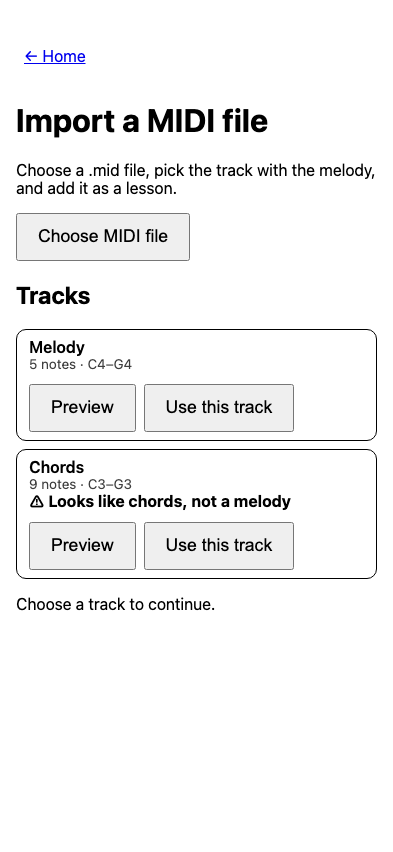 ← Home
Import a MIDI file
Choose a .mid file, pick the track with the melody,
and add it as a lesson.
Choose MIDI file
Tracks
Melody
5 notes · C4–G4
Preview
Use this track
Chords
9 notes · C3–G3
⚠ Looks like chords, not a melody
Preview
Use this track
Choose a track to continue.